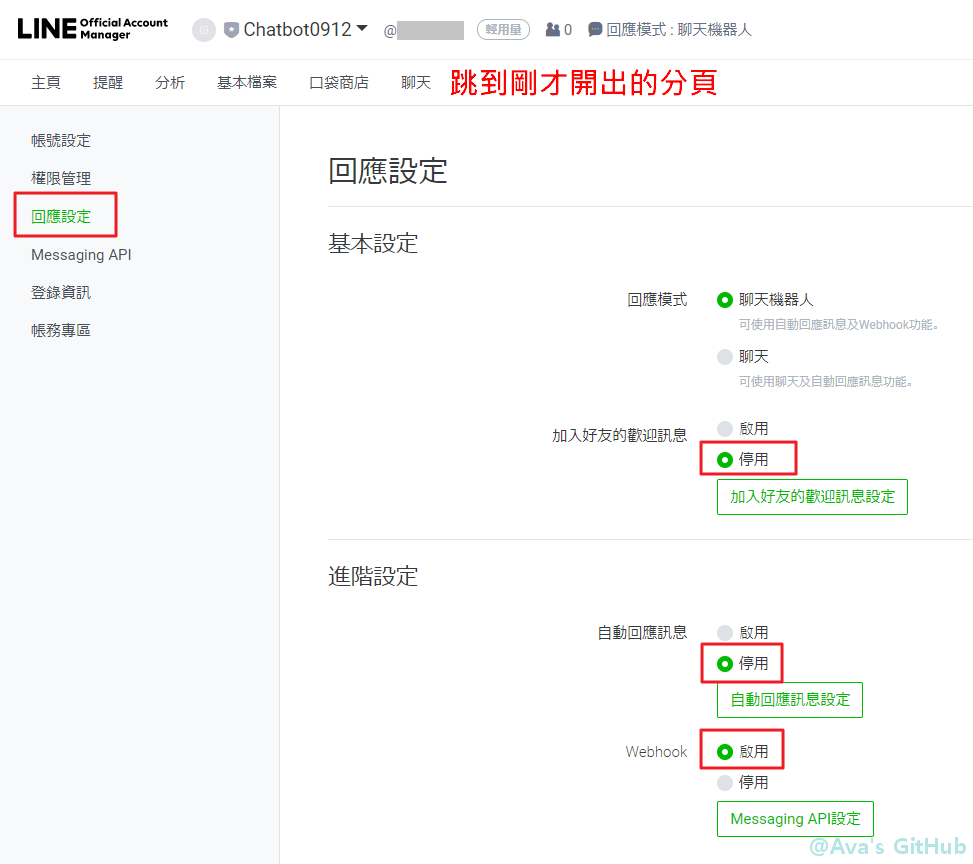 LINE Official Account Manager
Chatbot0912
@
輕用量
0
回應模式 : 聊天機器人
主頁 提醒 分析 基本檔案 口袋商店 聊天
跳到剛才開出的分頁
帳號設定
權限管理
回應設定
Messaging API
登錄資訊
帳務專區
回應設定
基本設定
回應模式
聊天機器人
可使用自動回應訊息及Webhook功能。
聊天
可使用聊天及自動回應訊息功能。
加入好友的歡迎訊息
啟用
停用
加入好友的歡迎訊息設定
進階設定
自動回應訊息
啟用
停用
自動回應訊息設定
Webhook
啟用
停用
Messaging API設定
@Ava's GitHub